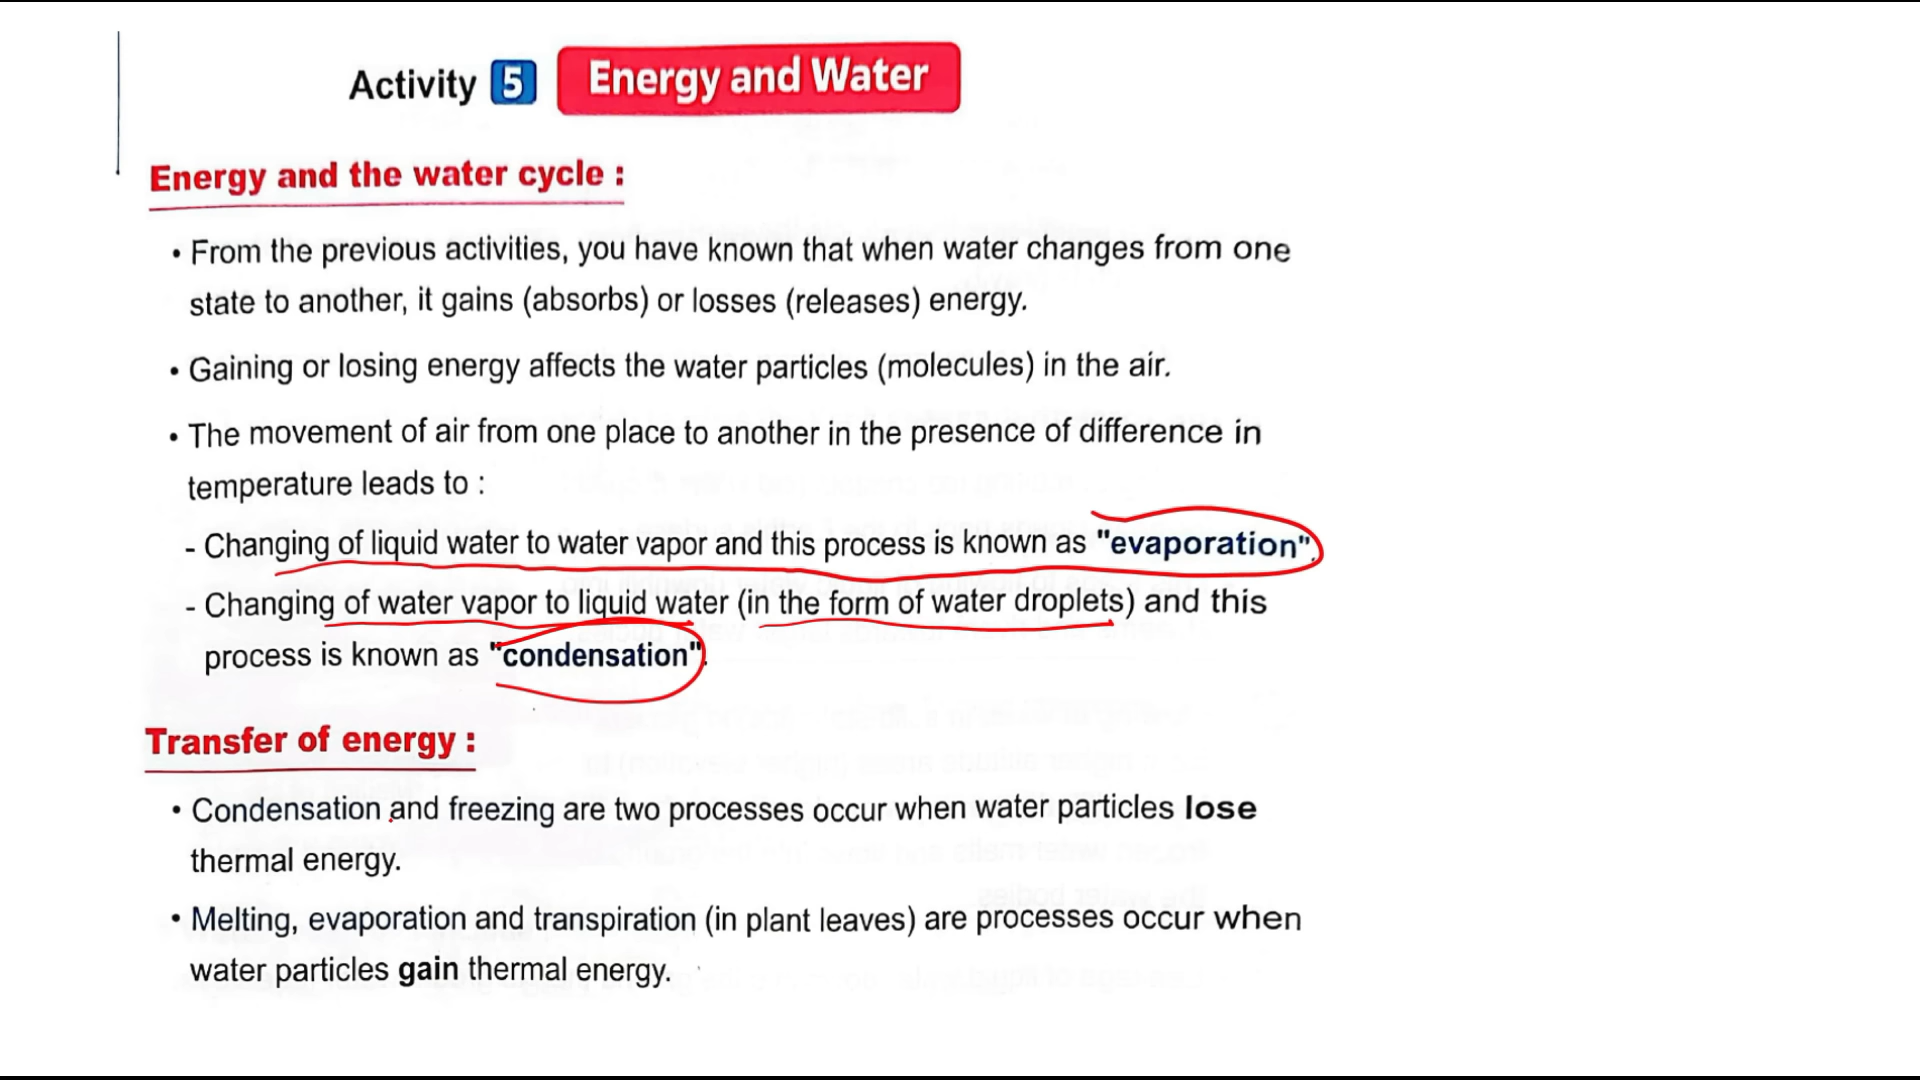 Activity 5 Energy and Water
Energy and the water cycle :
• From the previous activities, you have known that when water changes from one
state to another, it gains (absorbs) or losses (releases) energy.
• Gaining or losing energy affects the water particles (molecules) in the air.
• The movement of air from one place to another in the presence of difference in
temperature leads to :
- Changing of liquid water to water vapor and this process is known as "evaporation".
- Changing of water vapor to liquid water (in the form of water droplets) and this
process is known as "condensation".
Transfer of energy :
• Condensation and freezing are two processes occur when water particles lose
thermal energy.
• Melting, evaporation and transpiration (in plant leaves) are processes occur when
water particles gain thermal energy.